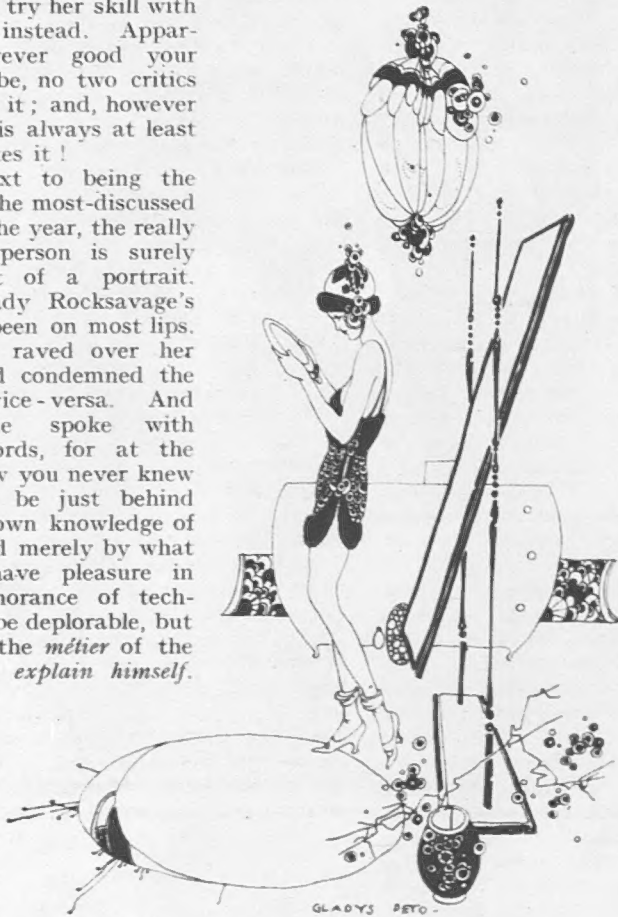 try her skill with
instead. Appar-
ever good your
be, no two critics
it; and, however
is always at least
es it !
xt to being the
he most-discussed
he year, the really
person is surely
t of a portrait.
dy Rocksavage's
been on most lips.
raved over her
d condemned the
ice-versa. And
e spoke with
ords, for at the
w you never knew
be just behind
own knowledge of
d merely by what
have pleasure in
norance of tech-
be deplorable, but
the métier of the
explain himself.
GLADYS PETO-